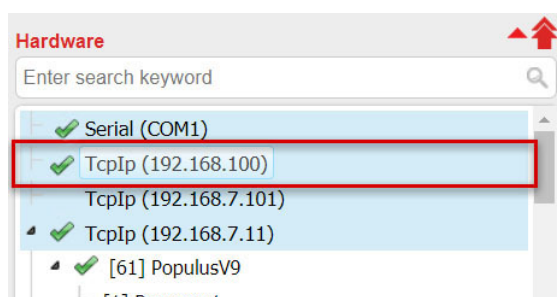 Hardware
Enter search keyword
Serial (COM1)
TcpIp (192.168.100)
TcpIp (192.168.7.101)
TcpIp (192.168.7.11)
[61] PopulusV9